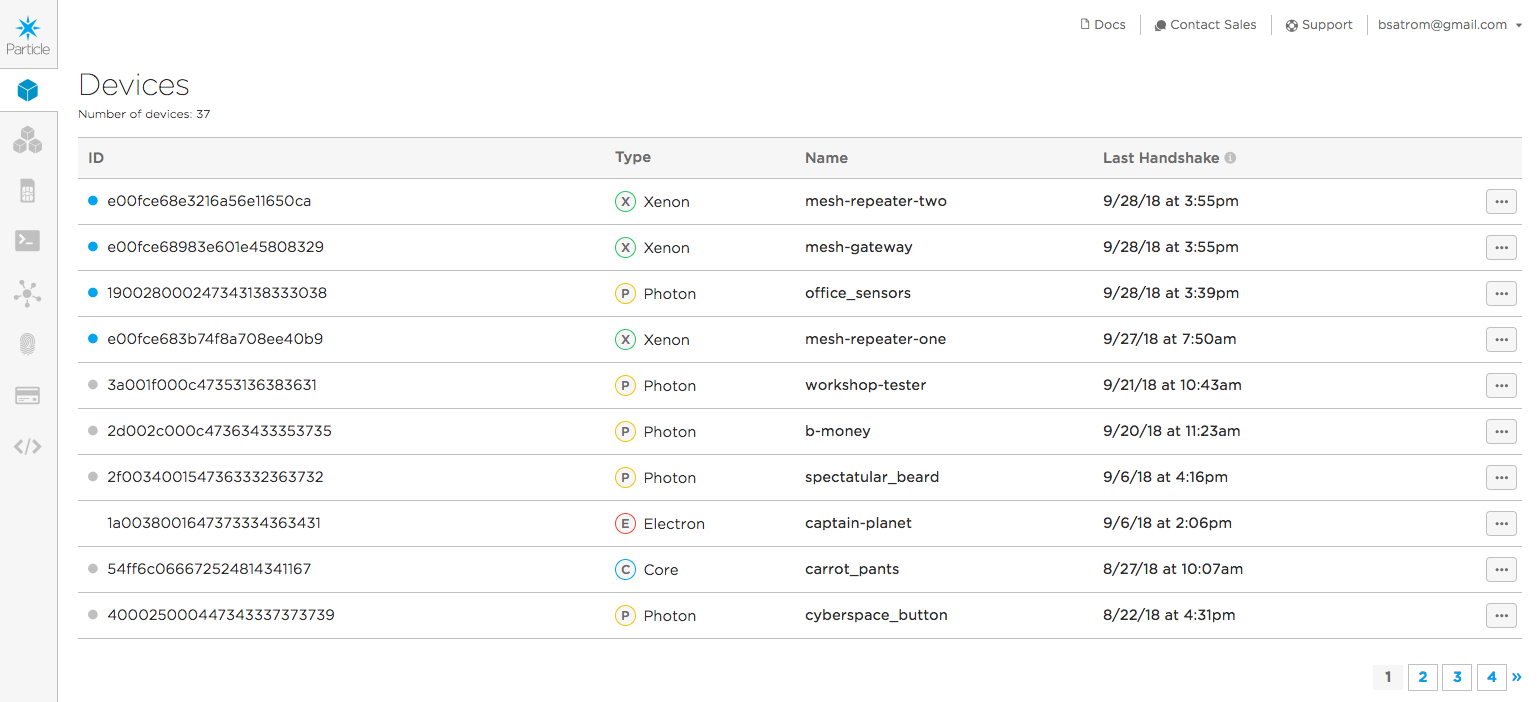 Particle
Docs Contact Sales Support bsatrom@gmail.com
Devices
Number of devices: 37
ID Type Name Last Handshake
e00fce68e3216a56e11650ca X Xenon mesh-repeater-two 9/28/18 at 3:55pm
e00fce68983e601e45808329 X Xenon mesh-gateway 9/28/18 at 3:55pm
190028000247343138333038 P Photon office_sensors 9/28/18 at 3:39pm
e00fce683b74f8a708ee40b9 X Xenon mesh-repeater-one 9/27/18 at 7:50am
3a001f000c47353136383631 P Photon workshop-tester 9/21/18 at 10:43am
2d002c000c47363433353735 P Photon b-money 9/20/18 at 11:23am
2f0034001547363332363732 P Photon spectatular_beard 9/6/18 at 4:16pm
1a0038001647373334363431 E Electron captain-planet 9/6/18 at 2:06pm
54ff6c066672524814341167 C Core carrot_pants 8/27/18 at 10:07am
400025000447343337373739 P Photon cyberspace_button 8/22/18 at 4:31pm
1 2 3 4 »